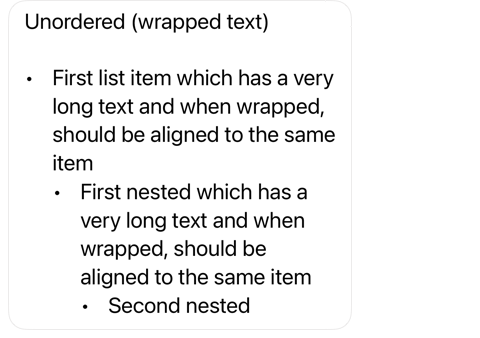 Unordered (wrapped text)
• First list item which has a very
long text and when wrapped,
should be aligned to the same
item
• First nested which has a
very long text and when
wrapped, should be
aligned to the same item
• Second nested